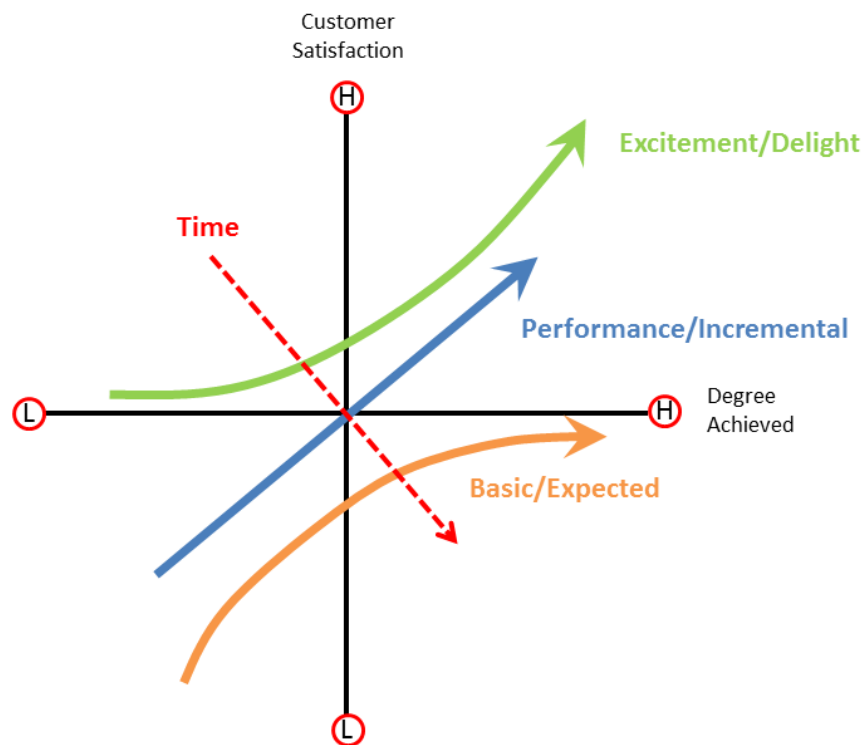 Customer
Satisfaction
H
Excitement/Delight
Time
Performance/Incremental
L
H
Degree
Achieved
Basic/Expected
L